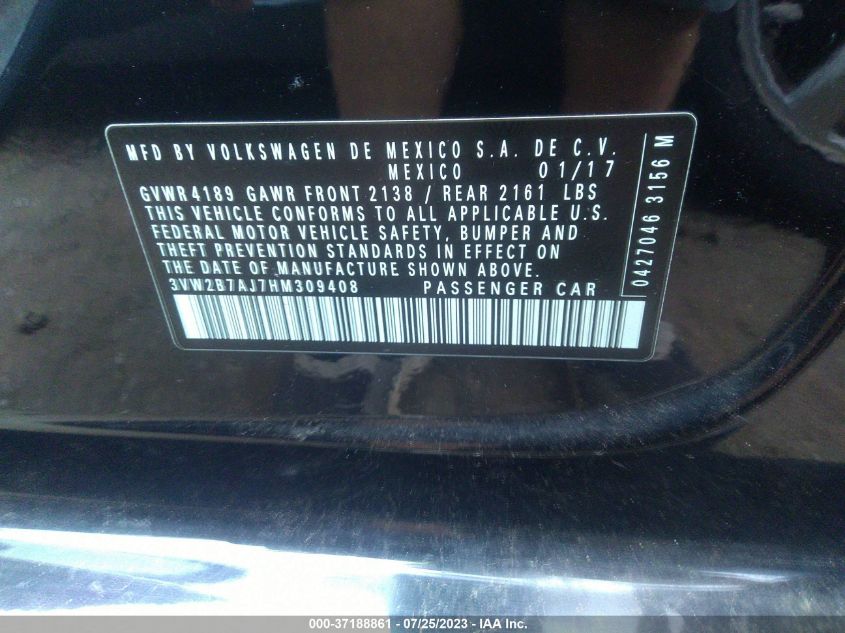 MFD BY VOLKSWAGEN DE MEXICO S.A. DE C.V.
MEXICO 01/17
GVWR 4189 GAWR FRONT 2138 / REAR 2161 LBS
THIS VEHICLE CONFORMS TO ALL APPLICABLE U.S.
FEDERAL MOTOR VEHICLE SAFETY, BUMPER AND
THEFT PREVENTION STANDARDS IN EFFECT ON
THE DATE OF MANUFACTURE SHOWN ABOVE.
3VW2B7AJ7HM309408 PASSENGER CAR
0427046 3156 M
000-37188861 - 07/25/2023 - IAA Inc.